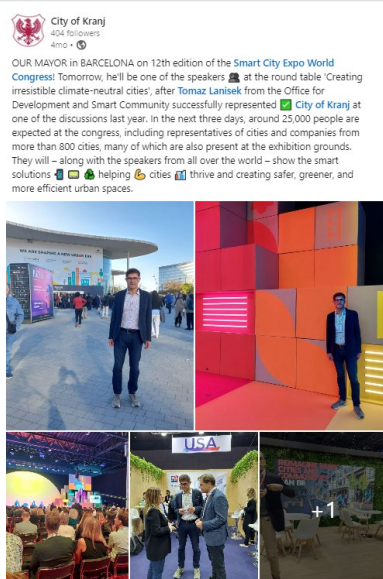 City of Kranj
404 followers
4mo •
OUR MAYOR in BARCELONA on 12th edition of the Smart City Expo World
Congress! Tomorrow, he'll be one of the speakers 👥 at the round table 'Creating
irresistible climate-neutral cities', after Tomaz Lanisek from the Office for
Development and Smart Community successfully represented ✅ City of Kranj at
one of the discussions last year. In the next three days, around 25,000 people are
expected at the congress, including representatives of cities and companies from
more than 800 cities, many of which are also present at the exhibition grounds.
They will – along with the speakers from all over the world – show the smart
solutions 📲 📟 ♻️ helping 💪 cities 🏙️ thrive and creating safer, greener, and
more efficient urban spaces.
USA
+1